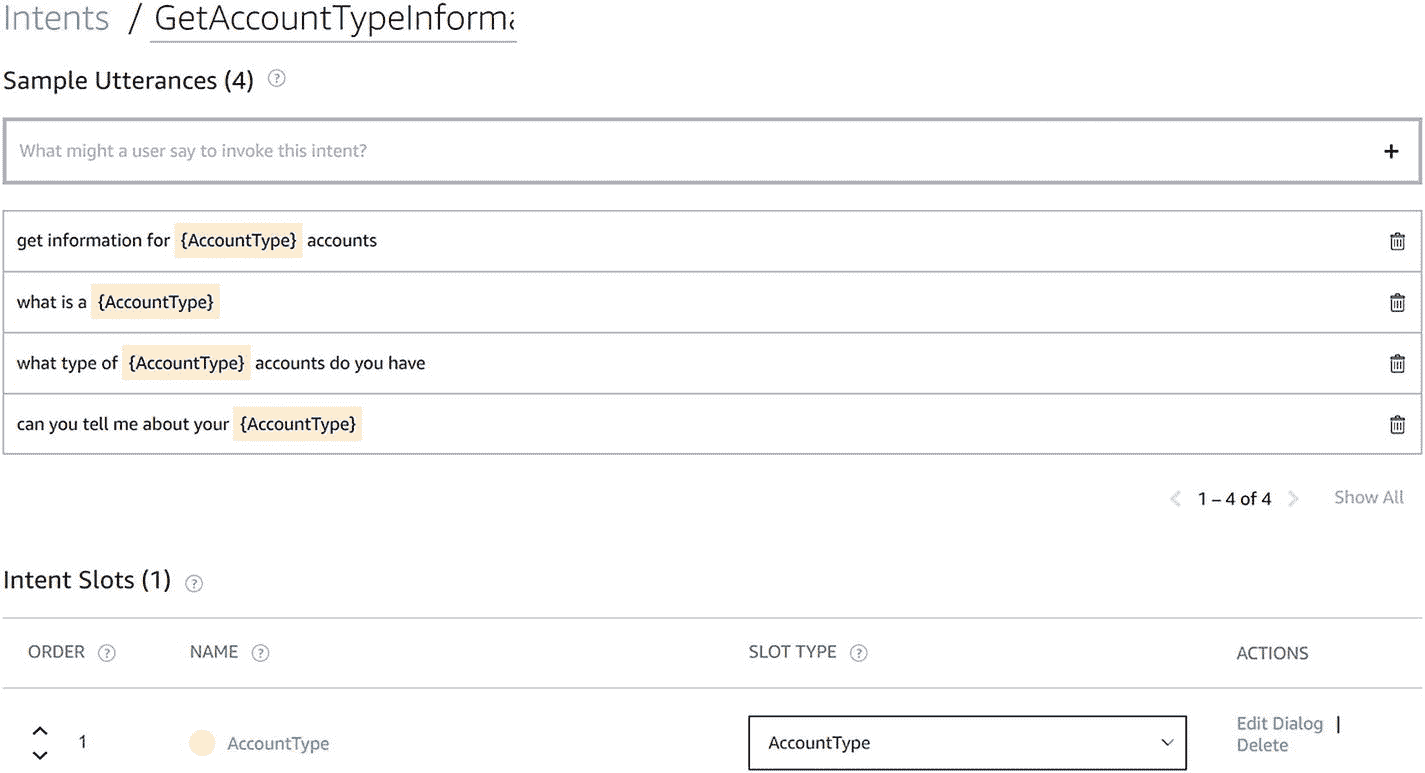 Intents / GetAccountTypeInforma
Sample Utterances (4) ?
What might a user say to invoke this intent? +
get information for {AccountType} accounts
what is a {AccountType}
what type of {AccountType} accounts do you have
can you tell me about your {AccountType}
< 1 – 4 of 4 > Show All
Intent Slots (1) ?
ORDER ? NAME ? SLOT TYPE ? ACTIONS
1 AccountType AccountType Edit Dialog |
Delete